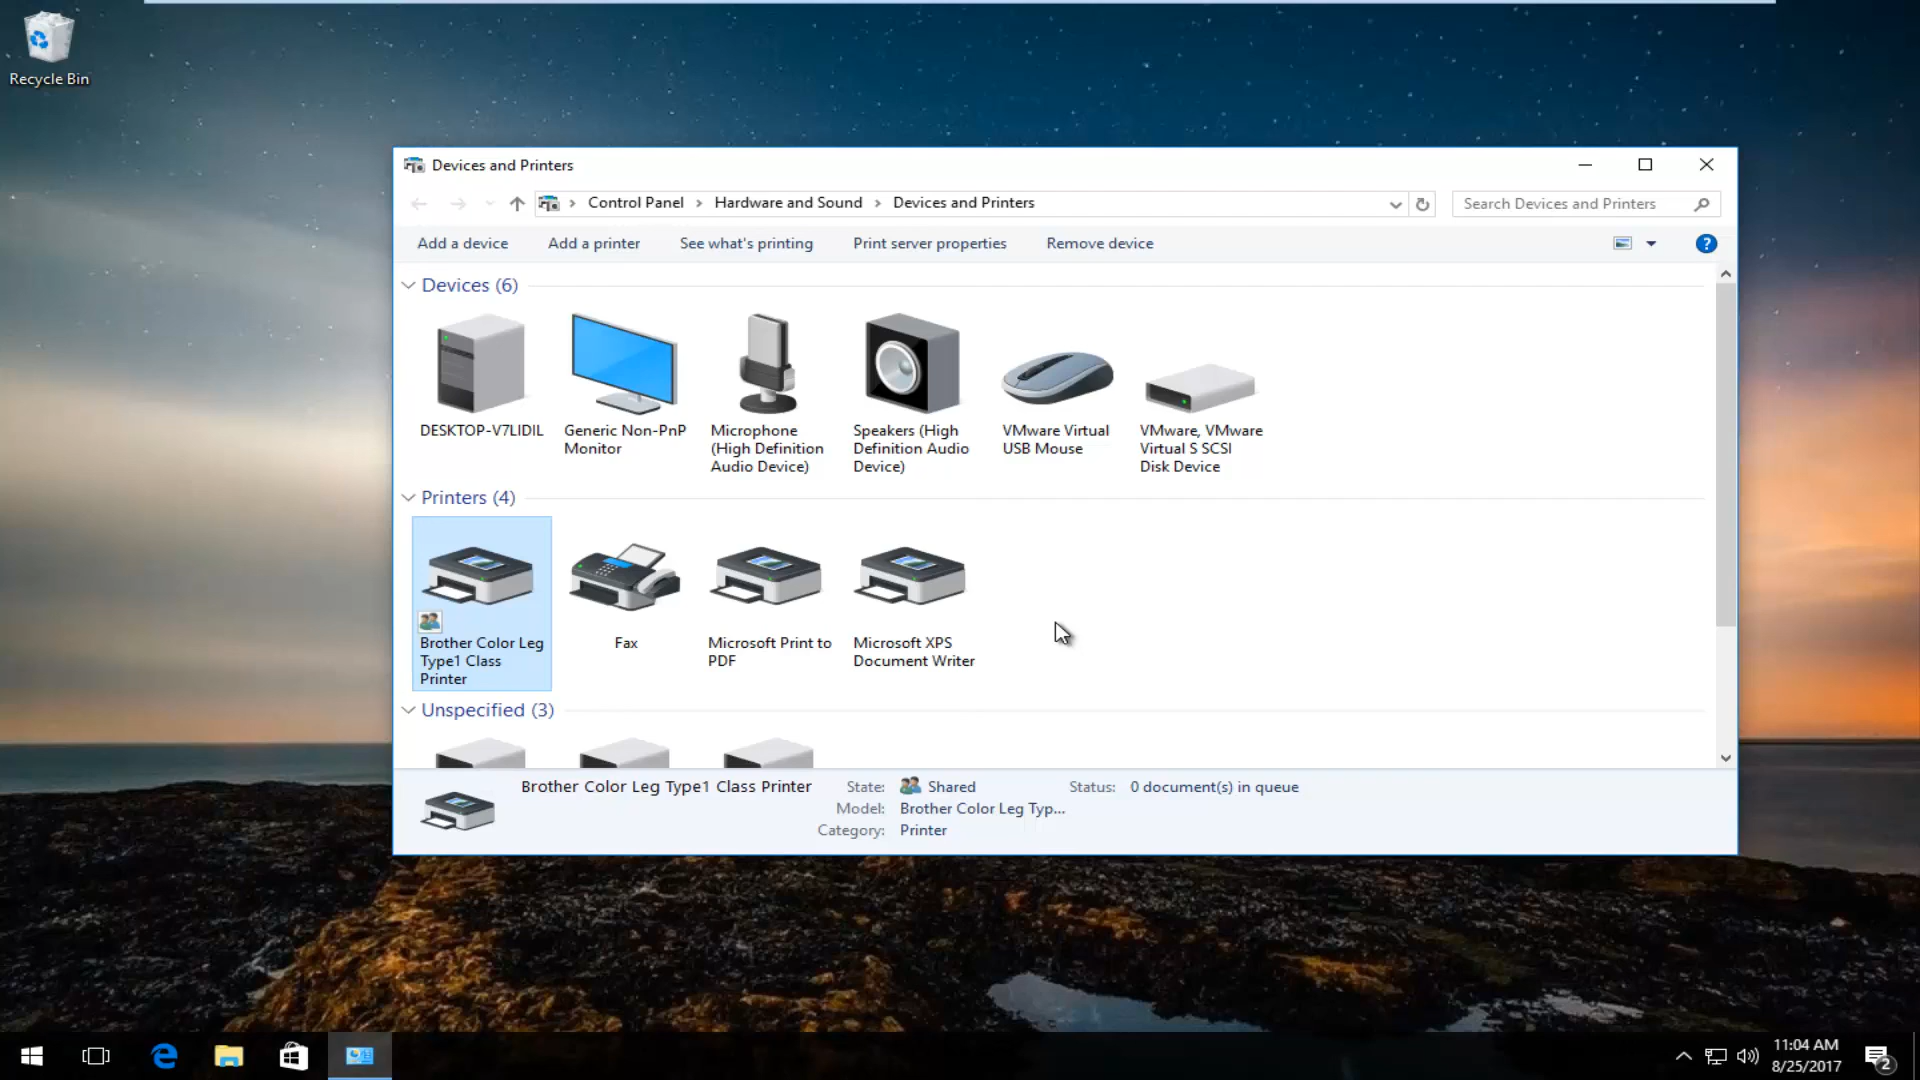 Recycle Bin
Devices and Printers
Control Panel > Hardware and Sound > Devices and Printers
Search Devices and Printers
Add a device
Add a printer
See what's printing
Print server properties
Remove device
?
Devices (6)
DESKTOP-V7LIDIL
Generic Non-PnP
Monitor
Microphone
(High Definition
Audio Device)
Speakers (High
Definition Audio
Device)
VMware Virtual
USB Mouse
VMware, VMware
Virtual S SCSI
Disk Device
Printers (4)
Brother Color Leg
Type1 Class
Printer
Fax
Microsoft Print to
PDF
Microsoft XPS
Document Writer
Unspecified (3)
Brother Color Leg Type1 Class Printer
State: Shared
Model: Brother Color Leg Typ...
Category: Printer
Status: 0 document(s) in queue
11:04 AM
8/25/2017
2